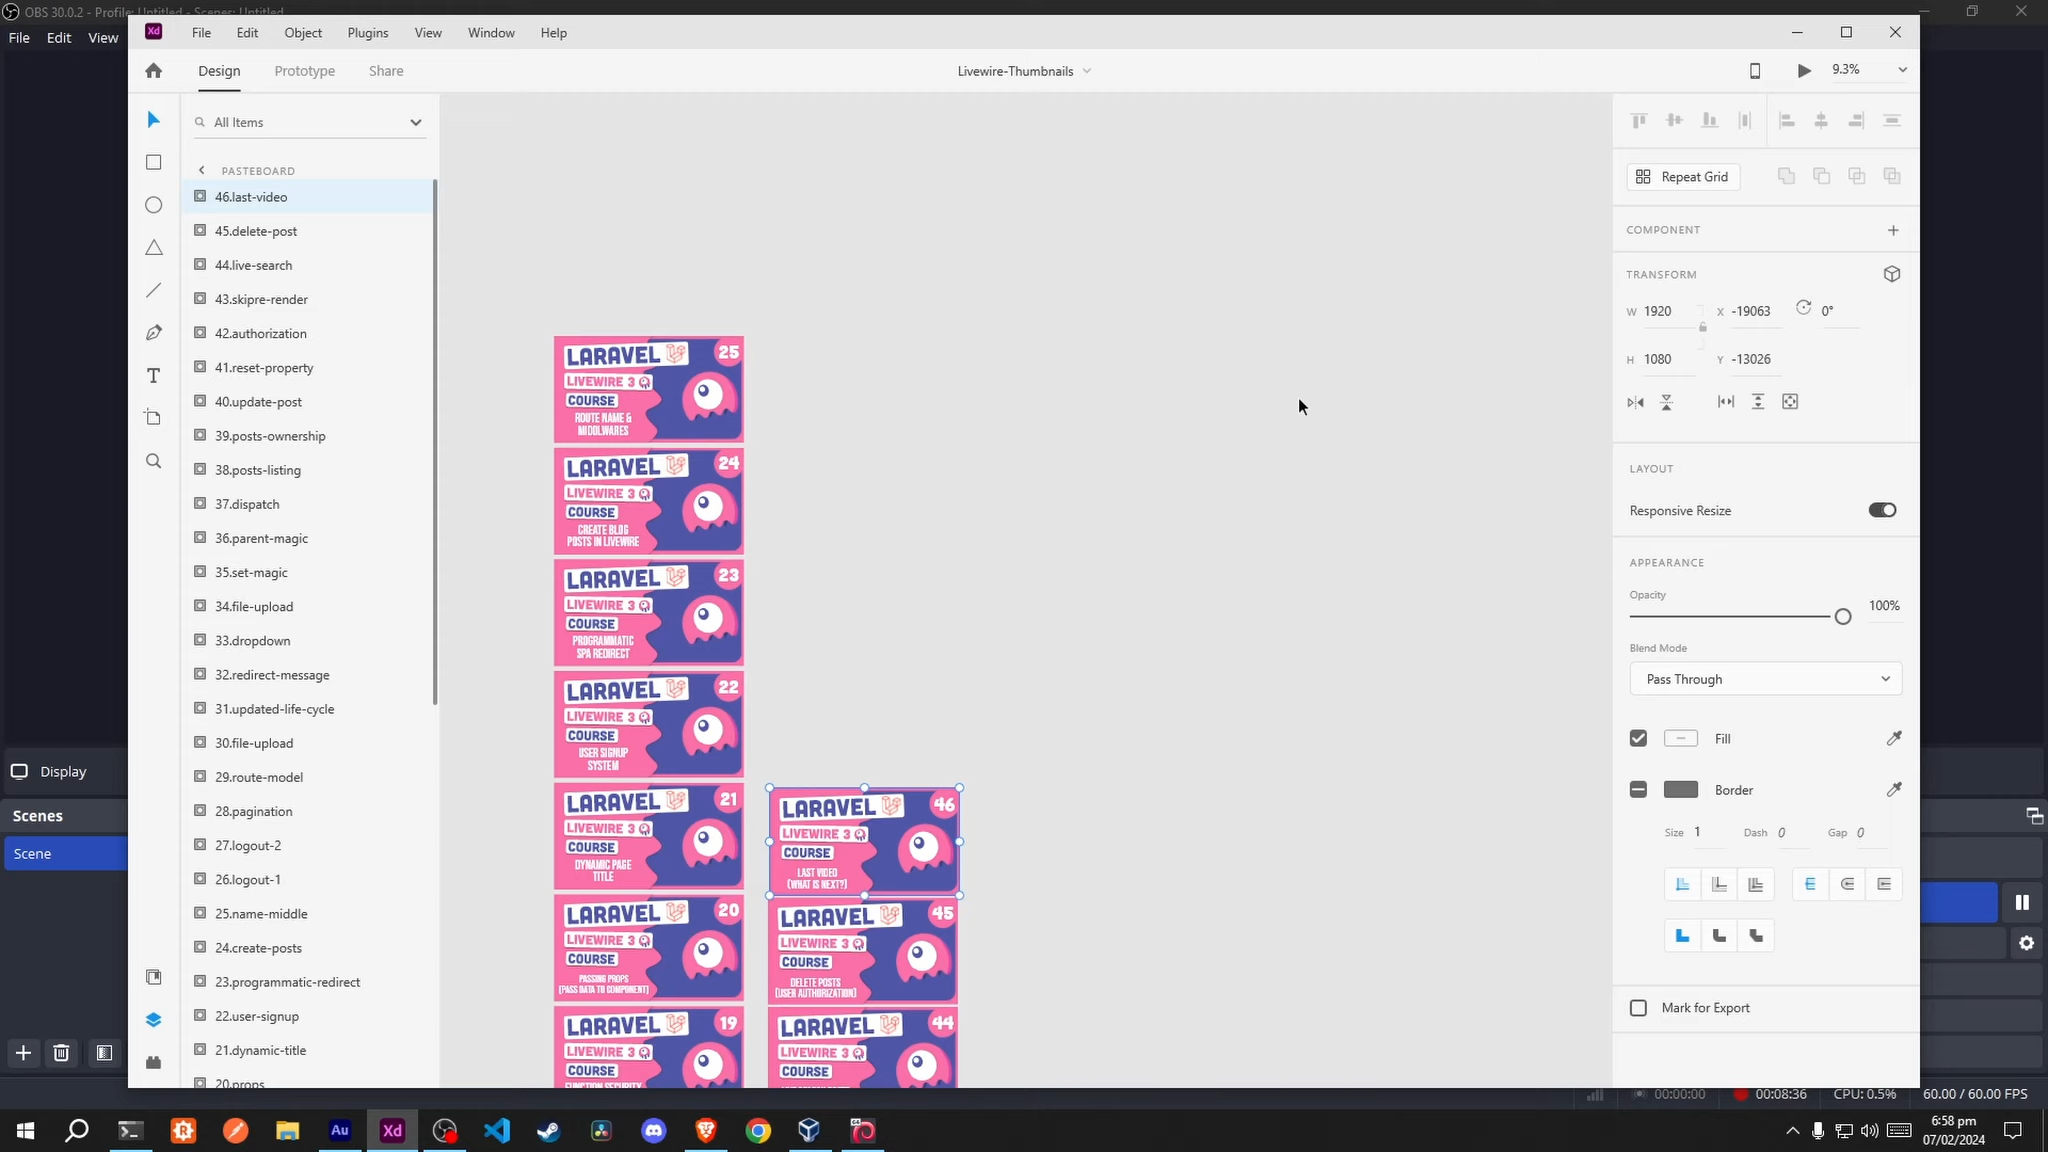 OBS 30.0.2 - Profile: Untitled - Scenes: Untitled
File Edit View
File Edit Object Plugins View Window Help
Design Prototype Share
Livewire-Thumbnails
9.3%
All Items
PASTEBOARD
46.last-video
45.delete-post
44.live-search
43.skipre-render
42.authorization
41.reset-property
40.update-post
39.posts-ownership
38.posts-listing
37.dispatch
36.parent-magic
35.set-magic
34.file-upload
33.dropdown
32.redirect-message
31.updated-life-cycle
30.file-upload
29.route-model
28.pagination
27.logout-2
26.logout-1
25.name-middle
24.create-posts
23.programmatic-redirect
22.user-signup
21.dynamic-title
20.props
LARAVEL 25
LIVEWIRE 3
COURSE
ROUTE NAME &
MIDDLWARES
LARAVEL 24
LIVEWIRE 3
COURSE
CREATE BLOG
POSTS IN LIVEWIRE
LARAVEL 23
LIVEWIRE 3
COURSE
PROGRAMMATIC
SPA REDIRECT
LARAVEL 22
LIVEWIRE 3
COURSE
USER SIGNUP
SYSTEM
LARAVEL 21
LIVEWIRE 3
COURSE
DYNAMIC PAGE
TITLE
LARAVEL 20
LIVEWIRE 3
COURSE
PASSING PROPS
(PASS DATA TO COMPONENT)
LARAVEL 19
LIVEWIRE 3
COURSE
FUNCTION SECURITY
LARAVEL 46
LIVEWIRE 3
COURSE
LAST VIDEO
(WHAT IS NEXT?)
LARAVEL 45
LIVEWIRE 3
COURSE
DELETE POSTS
(USER AUTHORIZATION)
LARAVEL 44
LIVEWIRE 3
COURSE
Repeat Grid
COMPONENT
TRANSFORM
W 1920 X -19063 0°
H 1080 Y -13026
LAYOUT
Responsive Resize
APPEARANCE
Opacity
100%
Blend Mode
Pass Through
Fill
Border
Size 1 Dash 0 Gap 0
Mark for Export
Display
Scenes
Scene
00:00:00 00:08:36 CPU: 0.5% 60.00 / 60.00 FPS
Xd
Au
Xd
6:58 pm
07/02/2024